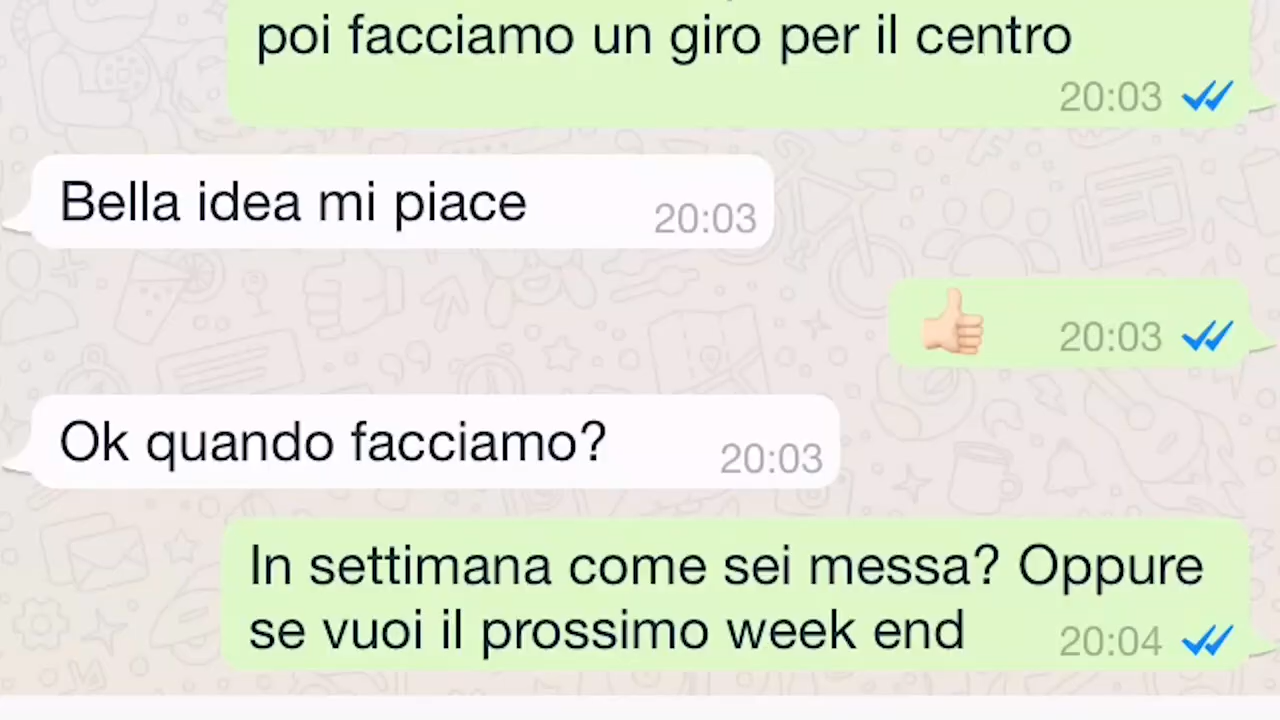 poi facciamo un giro per il centro
20:03
Bella idea mi piace
20:03
👍🏻
20:03
Ok quando facciamo?
20:03
In settimana come sei messa? Oppure
se vuoi il prossimo week end
20:04